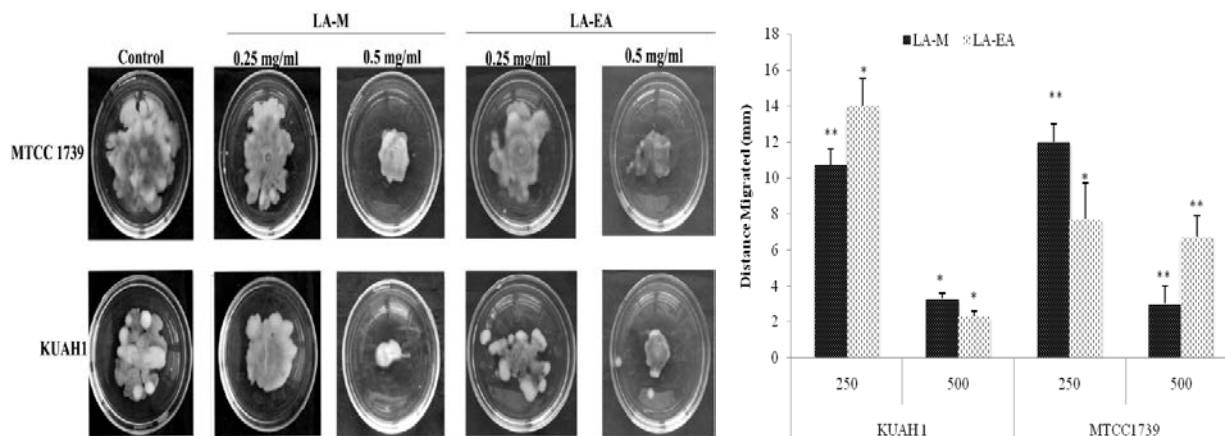 LA-M LA-EA
Control 0.25 mg/ml 0.5 mg/ml 0.25 mg/ml 0.5 mg/ml
MTCC 1739
KUAH1
LA-M LA-EA
Distance Migrated (mm)
18
16
14
12
10
8
6
4
2
0
** * * * ** * ** **
250 500 250 500
KUAH1 MTCC1739